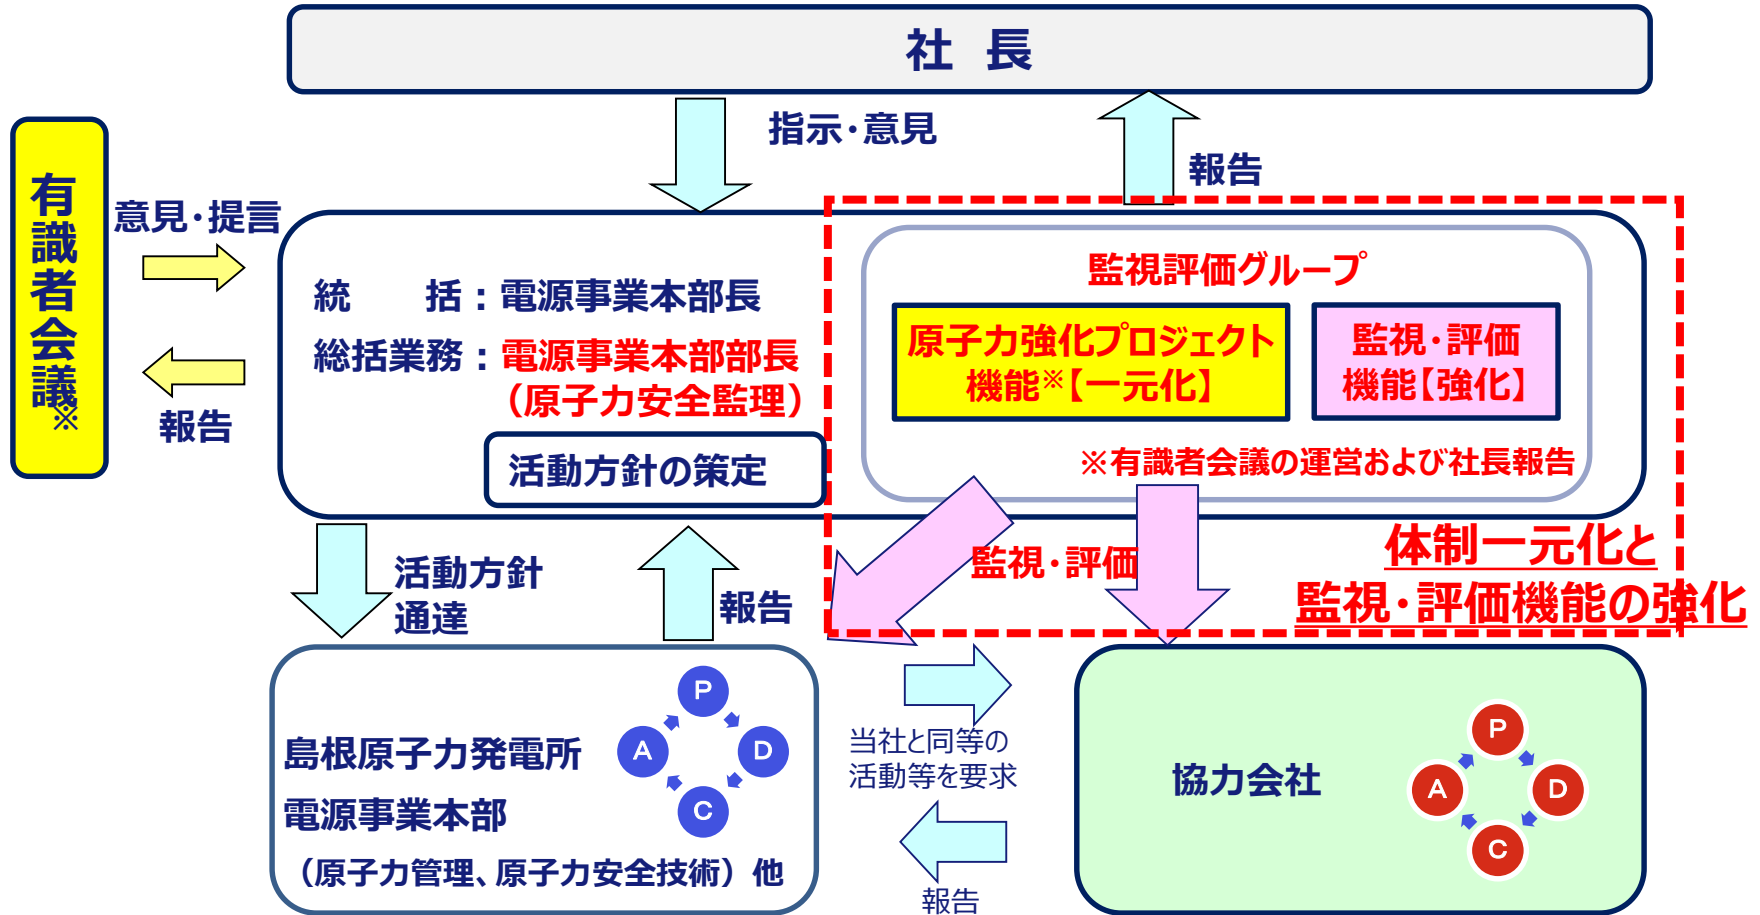 社 長
指示・意見
報告
有識者会議※
意見・提言
報告
統 括：電源事業本部長
総括業務：電源事業本部部長
（原子力安全監理）
活動方針の策定
監視評価グループ
原子力強化プロジェクト
機能※【一元化】
監視・評価
機能【強化】
※有識者会議の運営および社長報告
体制一元化と
監視・評価機能の強化
監視・評価
活動方針
通達
報告
島根原子力発電所
電源事業本部
（原子力管理、原子力安全技術）他
P
D
C
A
当社と同等の
活動等を要求
報告
協力会社
P
D
C
A